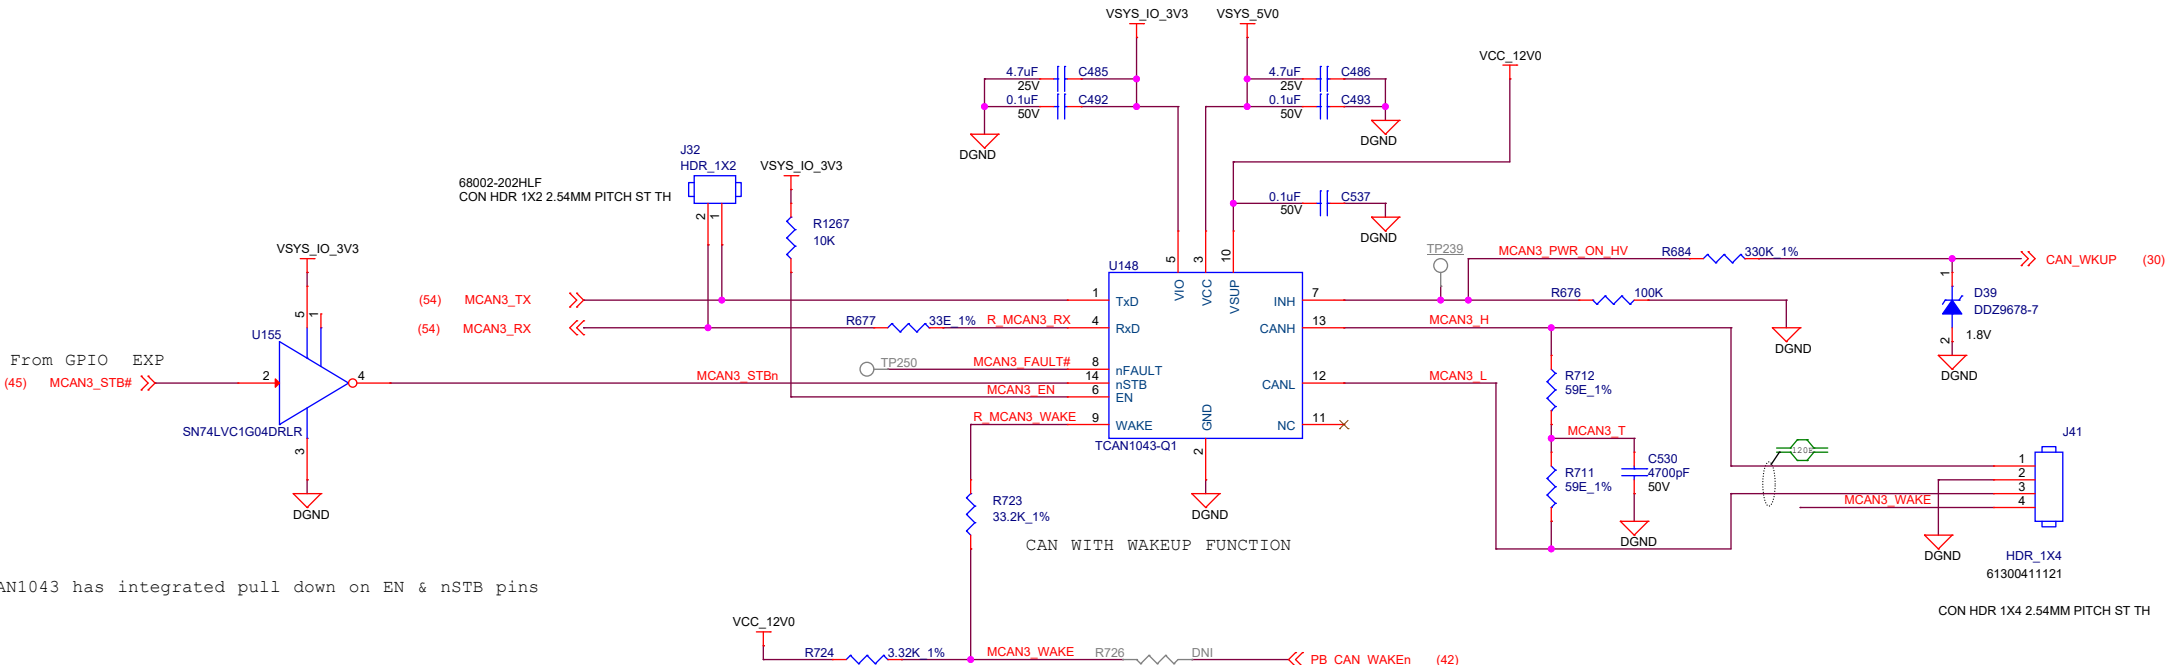 VSYS_IO_3V3
VSYS_5V0
VCC_12V0
4.7uF
C485
25V
0.1uF
C492
50V
DGND
4.7uF
C486
25V
0.1uF
C493
50V
DGND
J32
HDR_1X2
68002-202HLF
CON HDR 1X2 2.54MM PITCH ST TH
2
1
VSYS_IO_3V3
R1267
10K
0.1uF
C537
50V
DGND
VSYS_IO_3V3
5
1
U155
From GPIO EXP
(45) MCAN3_STB#
2
4
SN74LVC1G04DRLR
3
DGND
(54) MCAN3_TX
(54) MCAN3_RX
R677
33E_1%
R_MCAN3_RX
TP250
MCAN3_FAULT#
MCAN3_STBn
MCAN3_EN
R_MCAN3_WAKE
U148
5
3
10
VIO
VCC
VSUP
1
TxD
4
RxD
8
nFAULT
14
nSTB
6
EN
9
WAKE
INH
7
CANH
13
CANL
12
NC
11
GND
2
TCAN1043-Q1
DGND
TP239
MCAN3_PWR_ON_HV
R684
330K_1%
CAN_WKUP (30)
R676
100K
DGND
1
D39
DDZ9678-7
2
1.8V
DGND
MCAN3_H
MCAN3_L
R712
59E_1%
MCAN3_T
R711
59E_1%
C530
4700pF
50V
DGND
J41
1
2
3
4
MCAN3_WAKE
DGND
HDR_1X4
61300411121
CON HDR 1X4 2.54MM PITCH ST TH
R723
33.2K_1%
CAN WITH WAKEUP FUNCTION
AN1043 has integrated pull down on EN & nSTB pins
VCC_12V0
R724
3.32K_1%
MCAN3_WAKE
R726
DNI
PB_CAN_WAKEn (42)